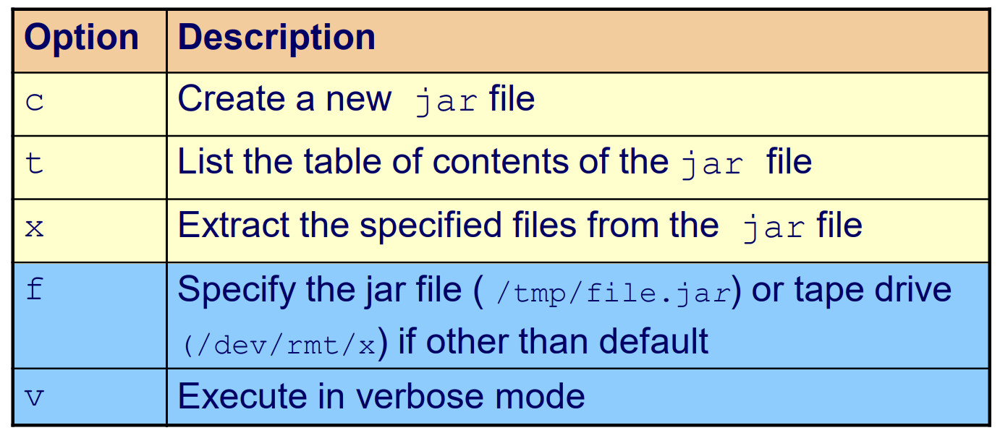 Option Description
c Create a new jar file
t List the table of contents of the jar file
x Extract the specified files from the jar file
f Specify the jar file ( /tmp/file.jar) or tape drive
(/dev/rmt/x) if other than default
v Execute in verbose mode